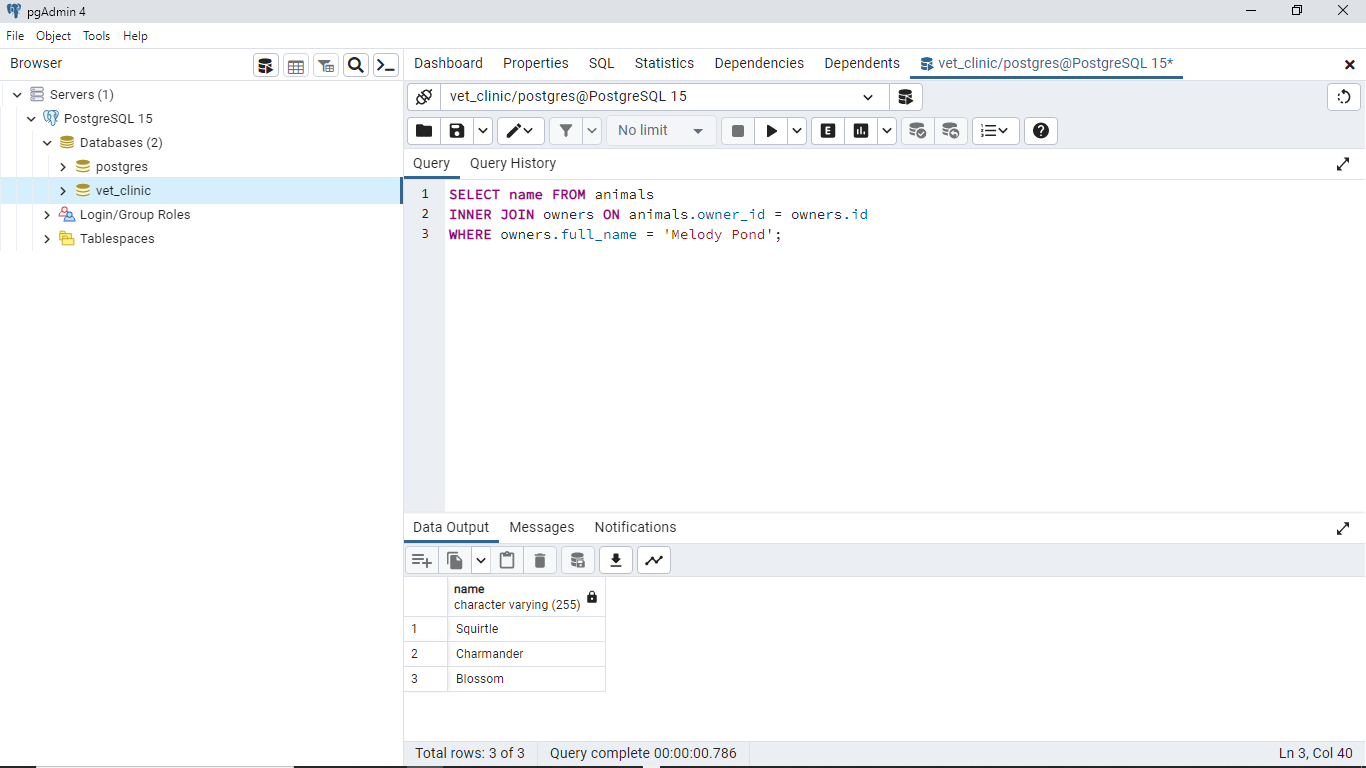 pgAdmin 4
File Object Tools Help
Browser
Dashboard Properties SQL Statistics Dependencies Dependents vet_clinic/postgres@PostgreSQL 15*
Servers (1)
PostgreSQL 15
Databases (2)
postgres
vet_clinic
Login/Group Roles
Tablespaces
vet_clinic/postgres@PostgreSQL 15
No limit
E
Query Query History
1 SELECT name FROM animals
2 INNER JOIN owners ON animals.owner_id = owners.id
3 WHERE owners.full_name = 'Melody Pond';
Data Output Messages Notifications
name
character varying (255)
1 Squirtle
2 Charmander
3 Blossom
Total rows: 3 of 3 Query complete 00:00:00.786 Ln 3, Col 40